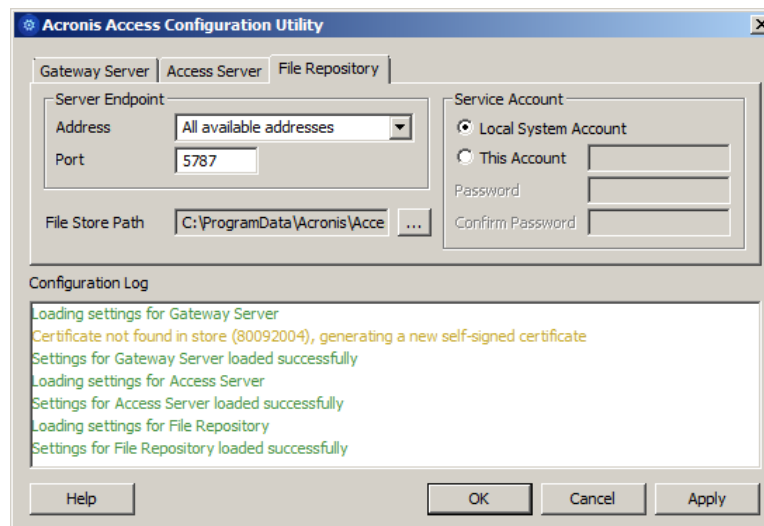 Acronis Access Configuration Utility
Gateway Server
Access Server
File Repository
Server Endpoint
Address
All available addresses
Port
5787
File Store Path
C:\ProgramData\Acronis\Acce
...
Service Account
Local System Account
This Account
Password
Confirm Password
Configuration Log
Loading settings for Gateway Server
Certificate not found in store (80092004), generating a new self-signed certificate
Settings for Gateway Server loaded successfully
Loading settings for Access Server
Settings for Access Server loaded successfully
Loading settings for File Repository
Settings for File Repository loaded successfully
Help
OK
Cancel
Apply